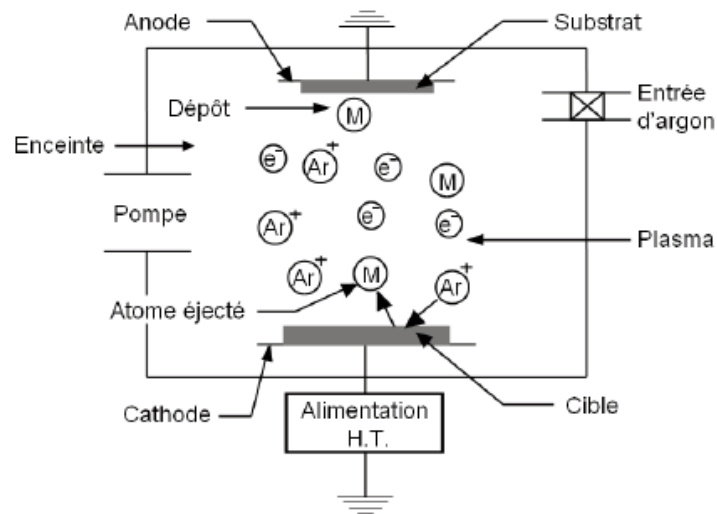 Anode
Substrat
Dépôt
M
Entrée
d'argon
Enceinte
e⁻
Ar⁺
e⁻
M
Pompe
Ar⁺
e⁻
e⁻
Plasma
Ar⁺
M
Ar⁺
Atome éjecté
Cathode
Alimentation
H.T.
Cible